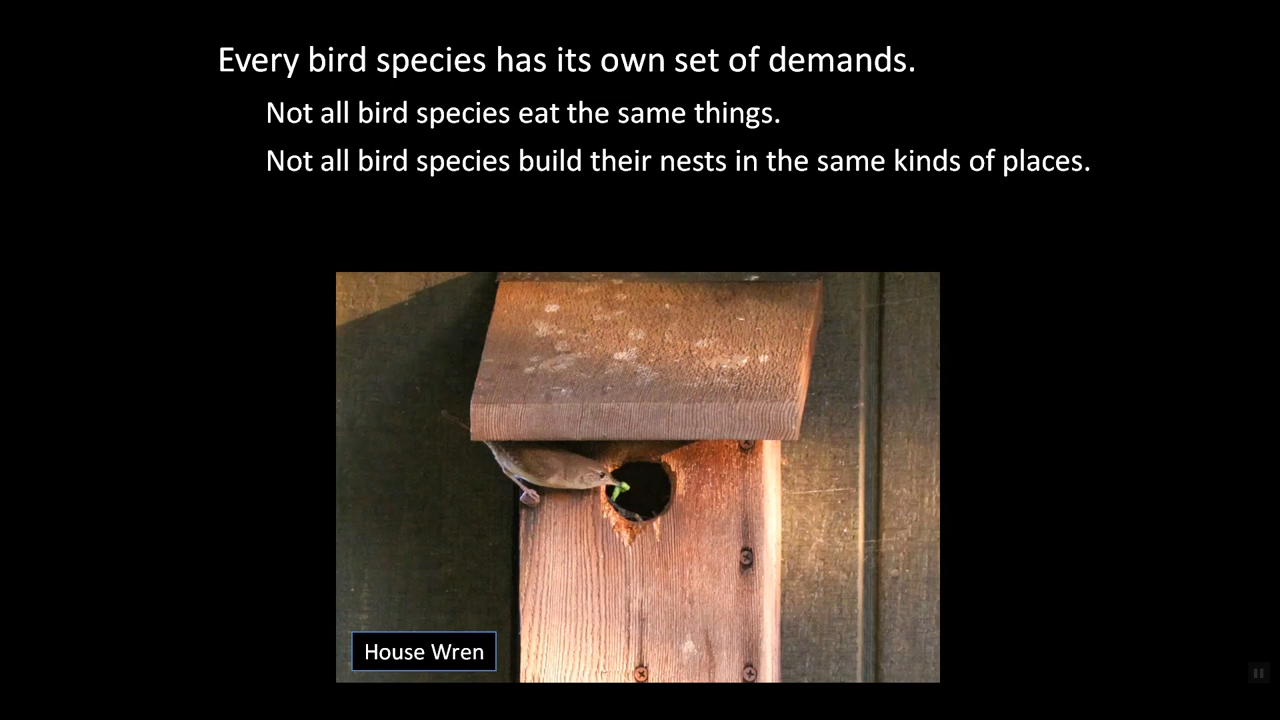 Every bird species has its own set of demands.
Not all bird species eat the same things.
Not all bird species build their nests in the same kinds of places.
House Wren